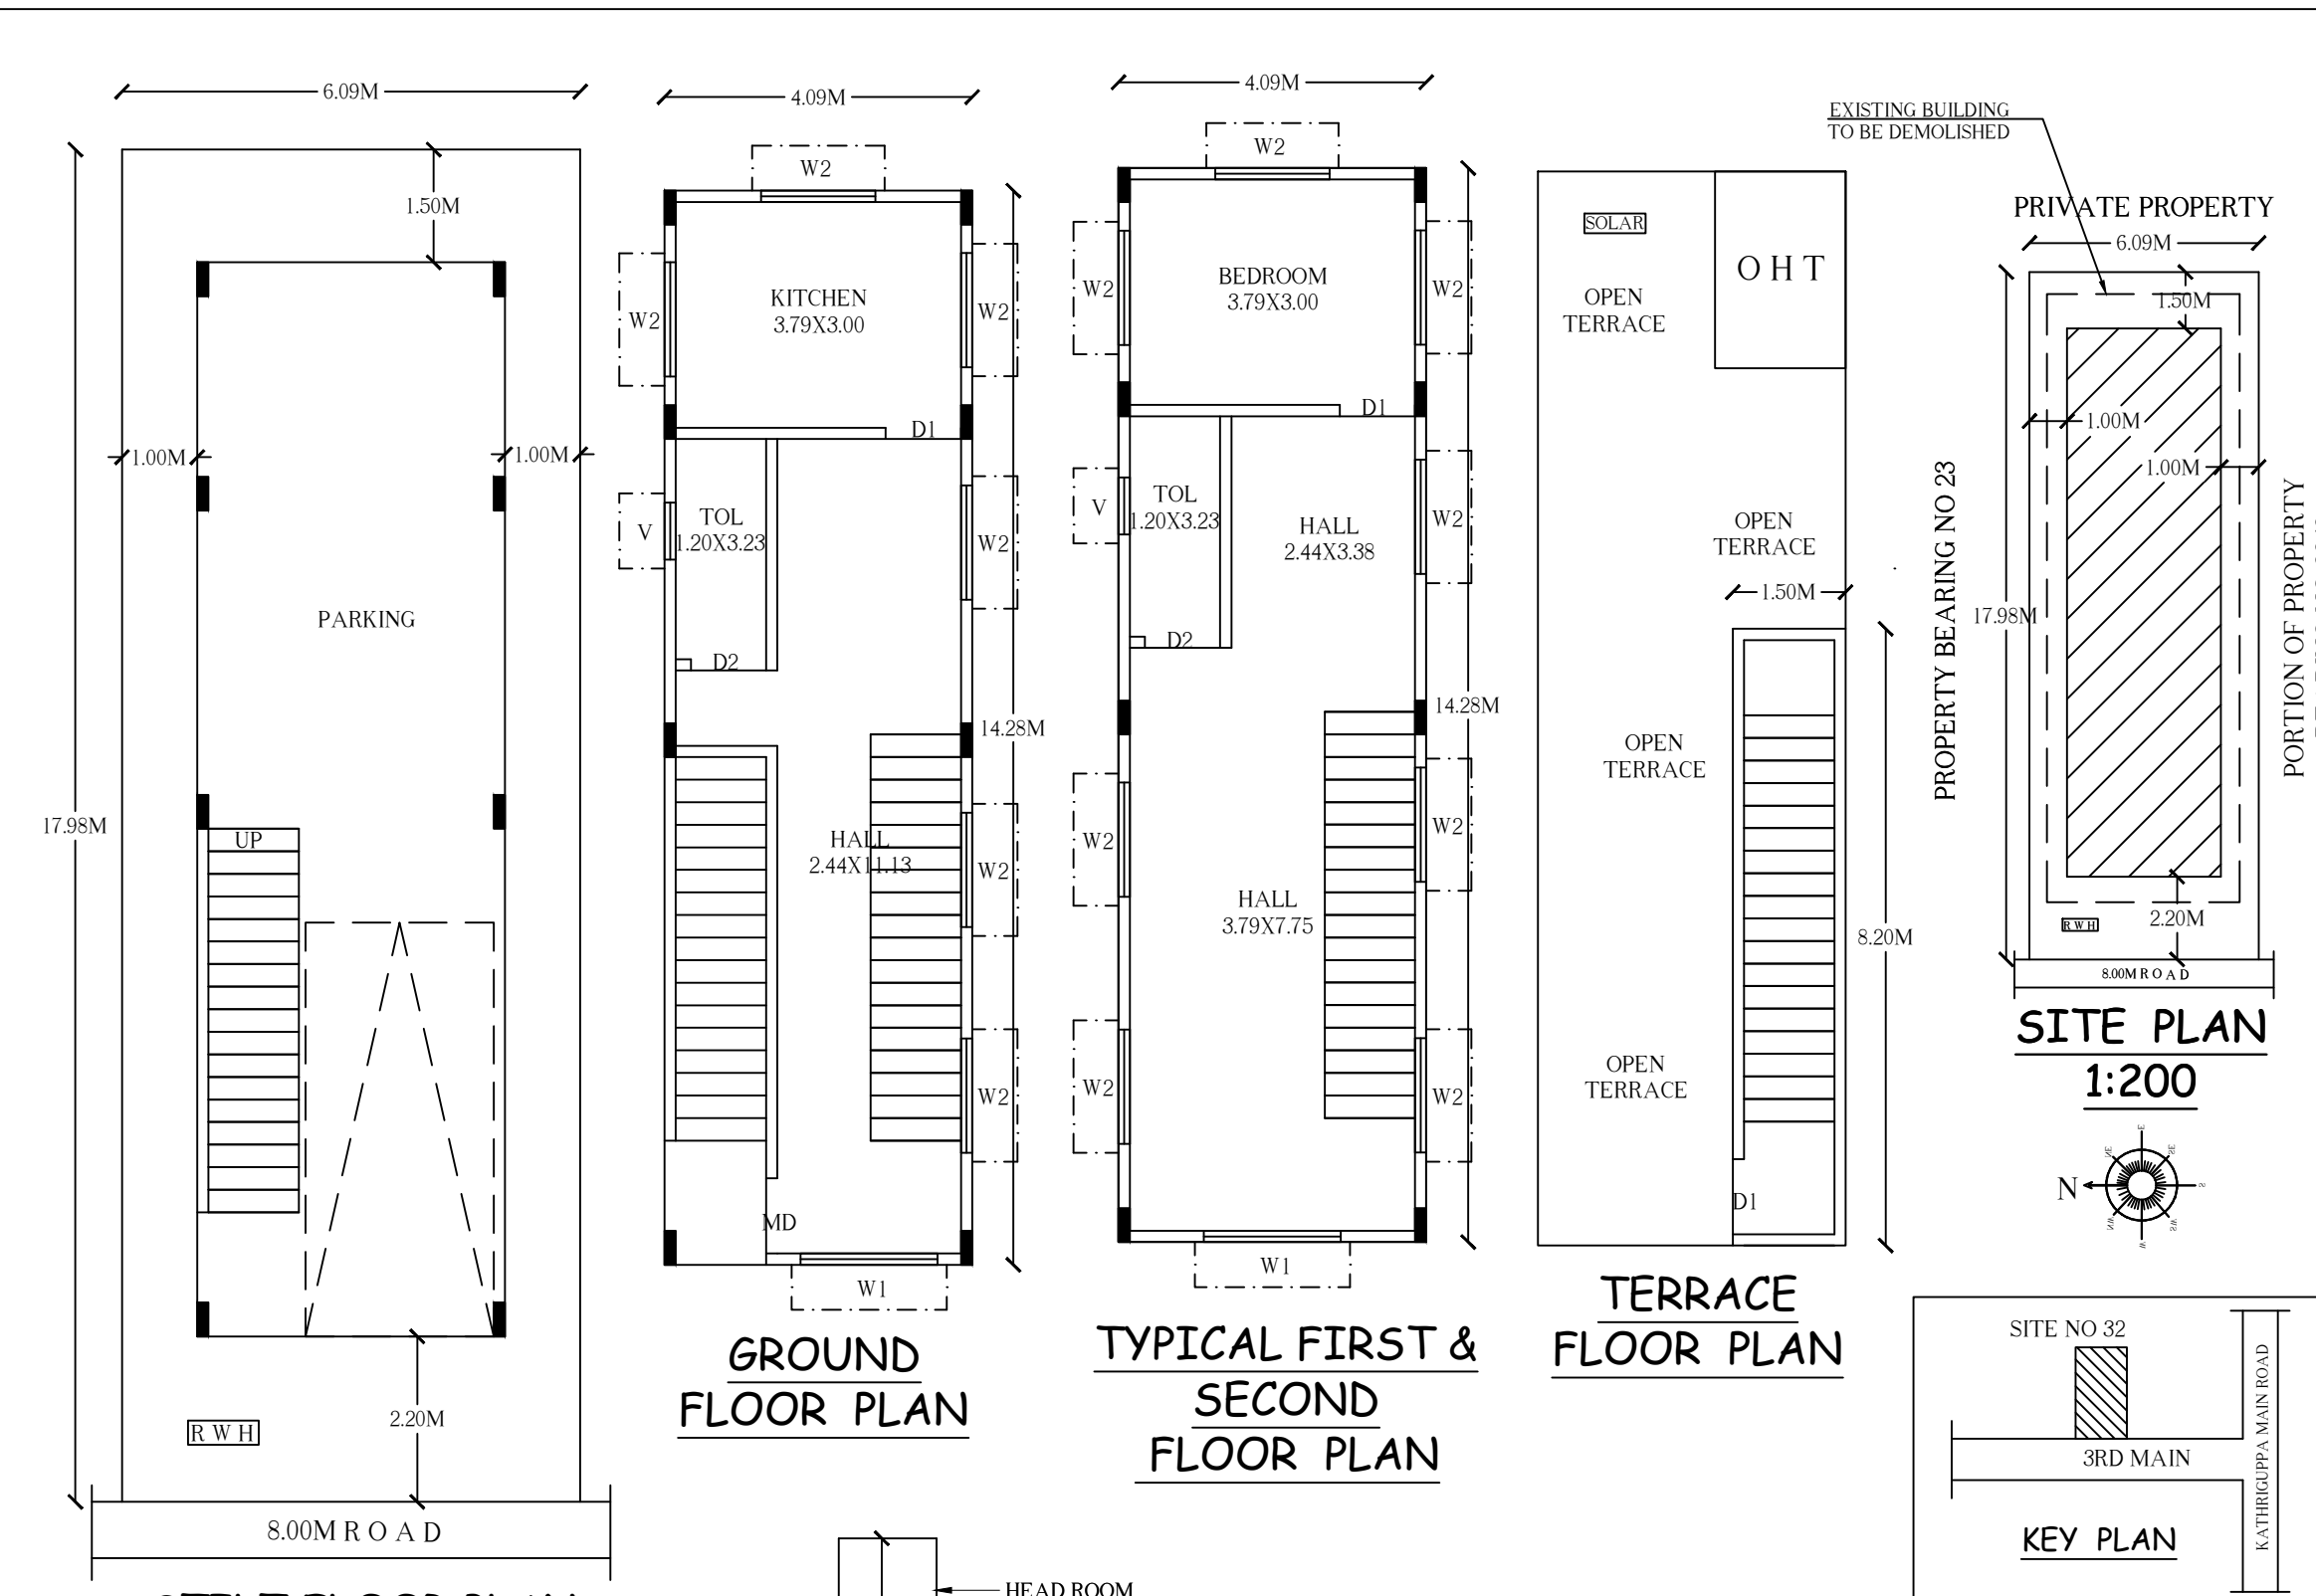 6.09M
1.50M
1.00M
1.00M
PARKING
17.98M
UP
2.20M
R W H
8.00M R O A D
4.09M
W2
KITCHEN
3.79X3.00
W2
W2
D1
V
TOL
1.20X3.23
W2
D2
14.28M
HALL
2.44X11.13
W2
W2
MD
W1
GROUND
FLOOR PLAN
4.09M
W2
BEDROOM
3.79X3.00
W2
W2
D1
V
TOL
1.20X3.23
HALL
2.44X3.38
W2
D2
14.28M
W2
W2
HALL
3.79X7.75
W2
W2
W1
TYPICAL FIRST &
SECOND
FLOOR PLAN
HEAD ROOM
SOLAR
O H T
OPEN
TERRACE
OPEN
TERRACE
1.50M
OPEN
TERRACE
8.20M
OPEN
TERRACE
D1
TERRACE
FLOOR PLAN
EXISTING BUILDING
TO BE DEMOLISHED
PRIVATE PROPERTY
6.09M
1.50M
1.00M
1.00M
PROPERTY BEARING NO 23
17.98M
PORTION OF PROPERTY
2.20M
R W H
8.00M R O A D
SITE PLAN
1:200
E
NE
SE
N
S
NW
SW
W
SITE NO 32
3RD MAIN
KATHRIGUPPA MAIN ROAD
KEY PLAN